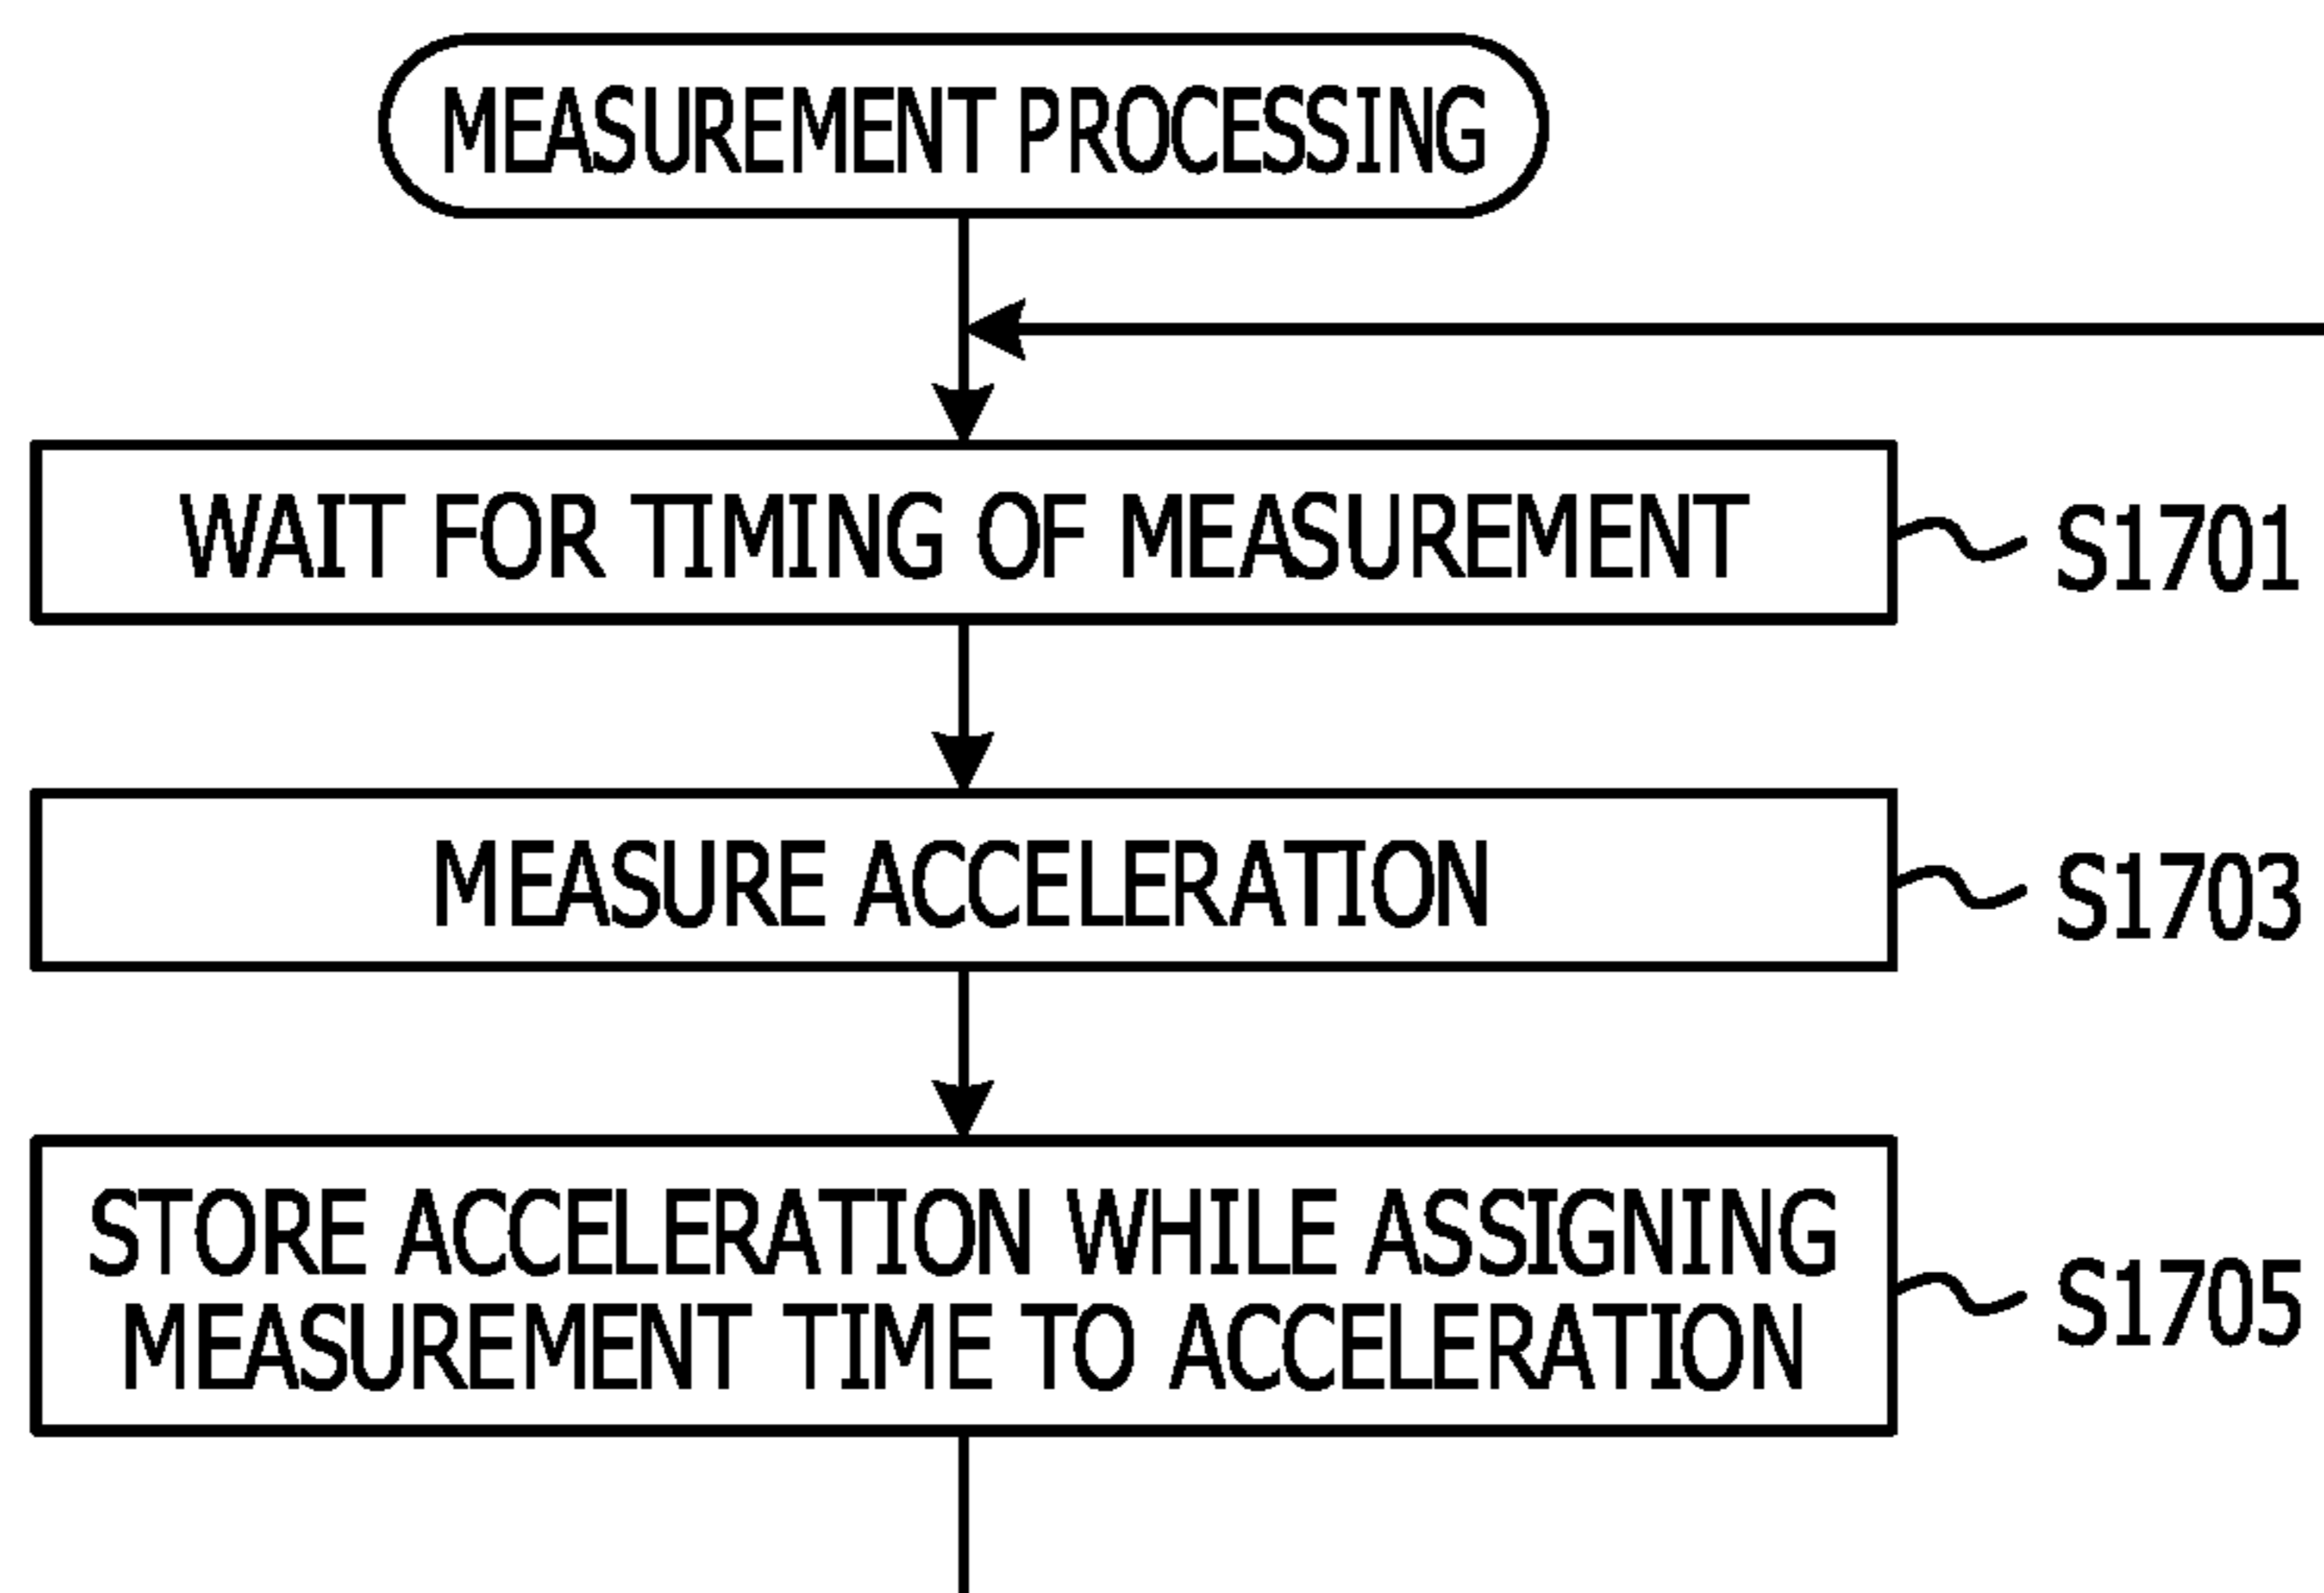 MEASUREMENT PROCESSING
WAIT FOR TIMING OF MEASUREMENT
S1701
MEASURE ACCELERATION
S1703
STORE ACCELERATION WHILE ASSIGNING
MEASUREMENT TIME TO ACCELERATION
S1705